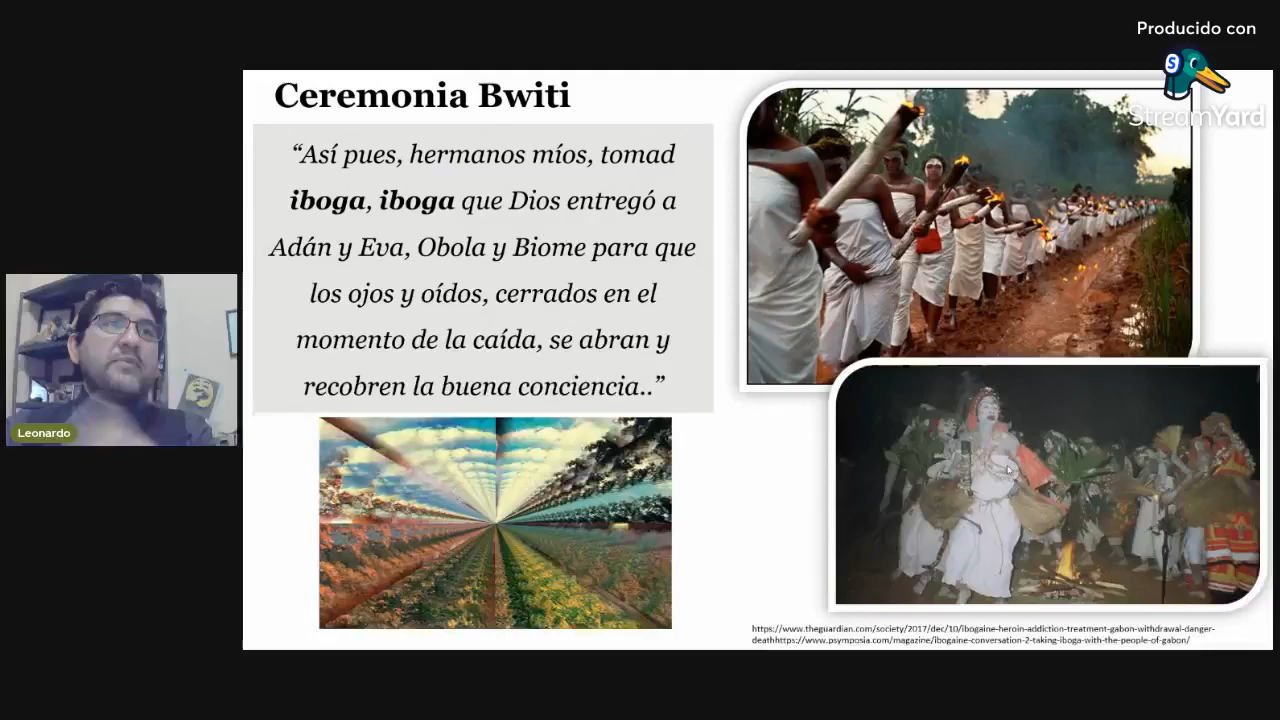 Producido con
StreamYard
Ceremonia Bwiti
“Así pues, hermanos míos, tomad
iboga, iboga que Dios entregó a
Adán y Eva, Obola y Biome para que
los ojos y oídos, cerrados en el
momento de la caída, se abran y
recobren la buena conciencia..”
Leonardo
https://www.theguardian.com/society/2017/dec/10/ibogaine-heroin-addiction-treatment-gabon-withdrawal-danger-
deathhttps://www.psymposia.com/magazine/ibogaine-conversation-2-taking-iboga-with-the-people-of-gabon/